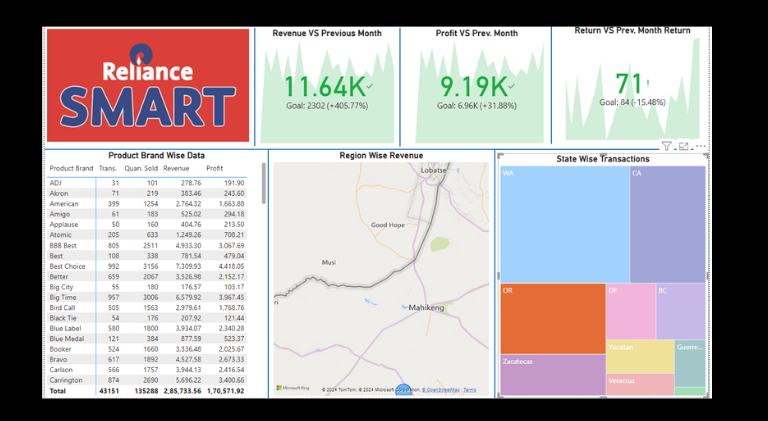 Reliance
SMART
Revenue VS Previous Month
11.64K
Goal: 2302 (+405.77%)
Profit VS Prev. Month
9.19K
Goal: 6.96K (+31.88%)
Return VS Prev. Month Return
71
Goal: 84 (-15.48%)
Product Brand Wise Data
Product Brand Trans. Quan. Sold Revenue Profit
ADJ 31 101 278.76 191.90
Akron 71 219 383.46 243.60
American 399 1254 2,764.32 1,663.88
Amigo 61 183 525.02 294.18
Applause 50 160 404.76 213.50
Atomic 205 633 1,249.26 708.21
BBB Best 805 2511 4,933.30 3,067.69
Best 108 338 781.54 479.04
Best Choice 992 3156 7,309.93 4,418.05
Better 659 2067 3,526.98 2,152.17
Big City 55 180 176.57 103.17
Big Time 957 3006 6,579.92 3,967.45
Bird Call 505 1563 2,979.61 1,768.76
Black Tie 54 176 207.92 121.44
Blue Label 580 1800 3,934.07 2,340.28
Blue Medal 121 384 877.59 523.37
Booker 524 1660 3,336.48 2,025.67
Bravo 617 1892 4,527.58 2,673.33
Carlson 566 1757 3,944.13 2,416.54
Carrington 874 2690 5,696.22 3,400.66
Total 43151 135288 2,85,733.56 1,70,571.92
Region Wise Revenue
Lobatse
Good Hope
Musi
Mahikeng
Microsoft Bing
© 2024 TomTom, © 2024 Microsoft Corporation, © OpenStreetMap Terms
State Wise Transactions
WA
CA
OR
DF
BC
Yucatan
Guerre...
Zacatecas
Veracruz